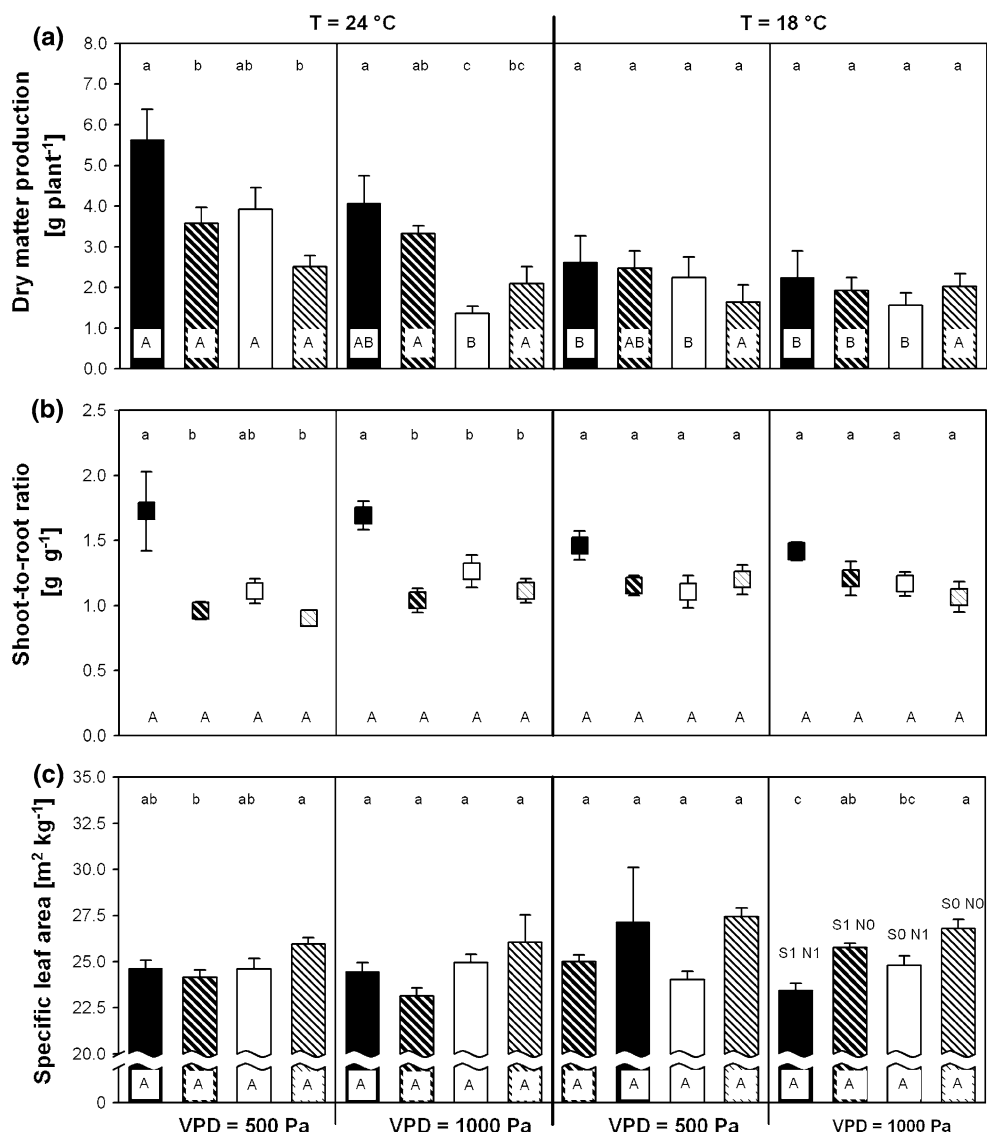 T = 24 °C T = 18 °C
(a)
8.0 a b ab b a ab c bc a a a a a a a a
7.0
6.0
5.0
4.0
3.0
2.0
1.0
A A A A AB A B A B AB B A B B B A
0.0
Dry matter production
[g plant⁻¹]
(b)
2.5
a b ab b a b b b a a a a a a a a
2.0
1.5
1.0
0.5
A A A A A A A A A A A A A A A A
0.0
Shoot-to-root ratio
[g g⁻¹]
(c)
35.0
ab b ab a a a a a a a a a c ab bc a
32.5
30.0
27.5
S1 N1 S1 N0 S0 N1 S0 N0
25.0
22.5
20.0
A A A A A A A A A A A A A A A A
0
Specific leaf area [m² kg⁻¹]
VPD = 500 Pa VPD = 1000 Pa VPD = 500 Pa VPD = 1000 Pa